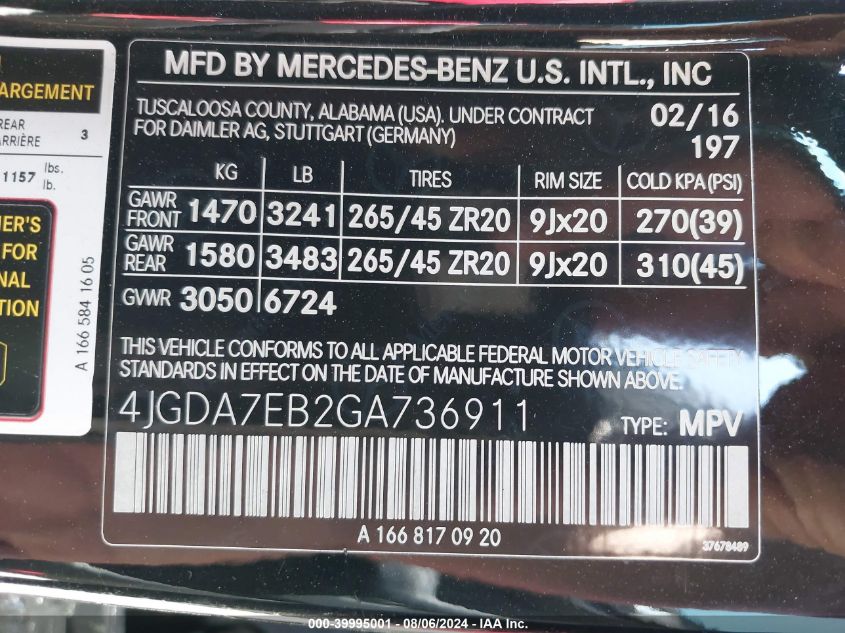 ARGEMENT
REAR
ARRIÈRE 3
1157 lbs.
lb.
FOR
A 166 584 16 05
MFD BY MERCEDES-BENZ U.S. INTL., INC
TUSCALOOSA COUNTY, ALABAMA (USA). UNDER CONTRACT
FOR DAIMLER AG, STUTTGART (GERMANY)
02/16
197
KG LB TIRES RIM SIZE COLD KPA (PSI)
GAWR
FRONT 1470 3241 265/45 ZR20 9Jx20 270(39)
GAWR
REAR 1580 3483 265/45 ZR20 9Jx20 310(45)
GVWR 3050 6724
THIS VEHICLE CONFORMS TO ALL APPLICABLE FEDERAL MOTOR VEHICLE SAFETY
STANDARDS IN EFFECT ON THE DATE OF MANUFACTURE SHOWN ABOVE.
4JGDA7EB2GA736911 TYPE: MPV
A 166 817 09 20
37678489
000-39995001 - 08/06/2024 - IAA Inc.